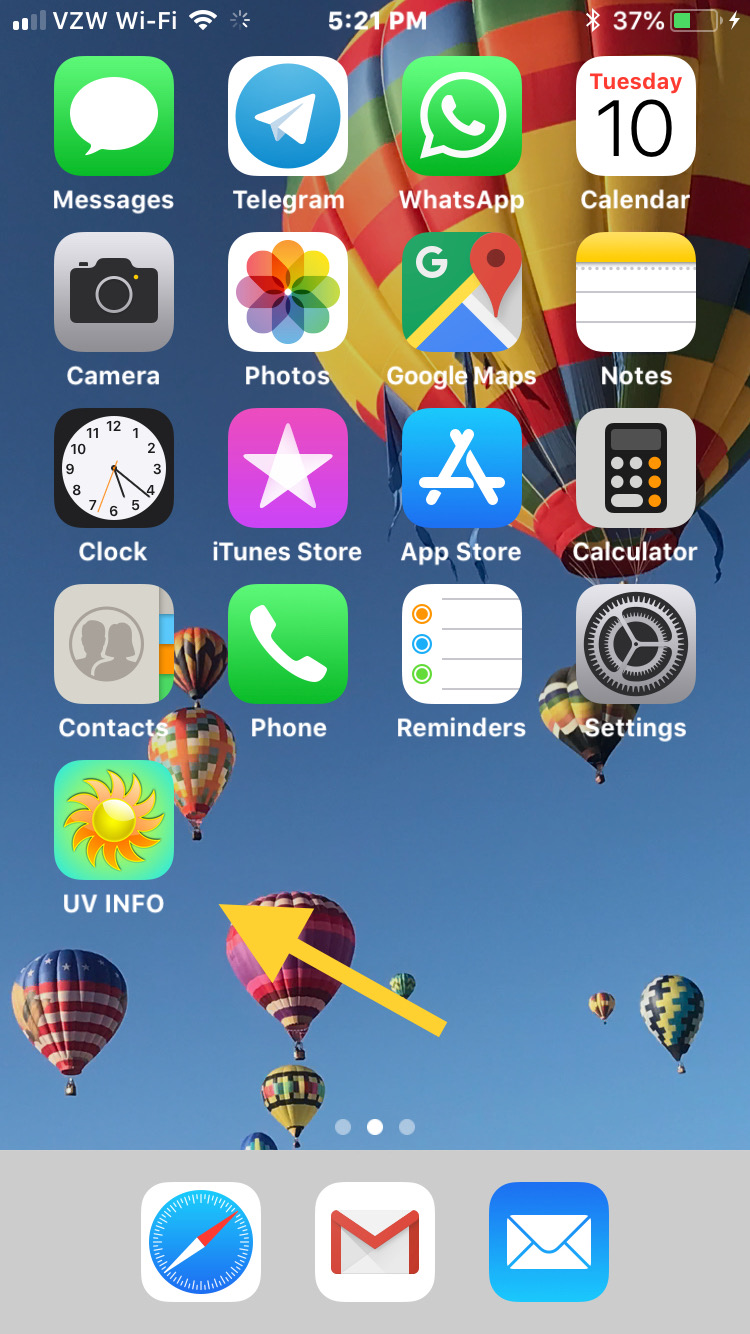 VZW Wi-Fi 5:21 PM 37%
Tuesday
10
Messages Telegram WhatsApp Calendar
G
Camera Photos Google Maps Notes
12
11 1
10 2
9 3
8 4
7 5
6
Clock iTunes Store App Store Calculator
Contacts Phone Reminders Settings
UV INFO